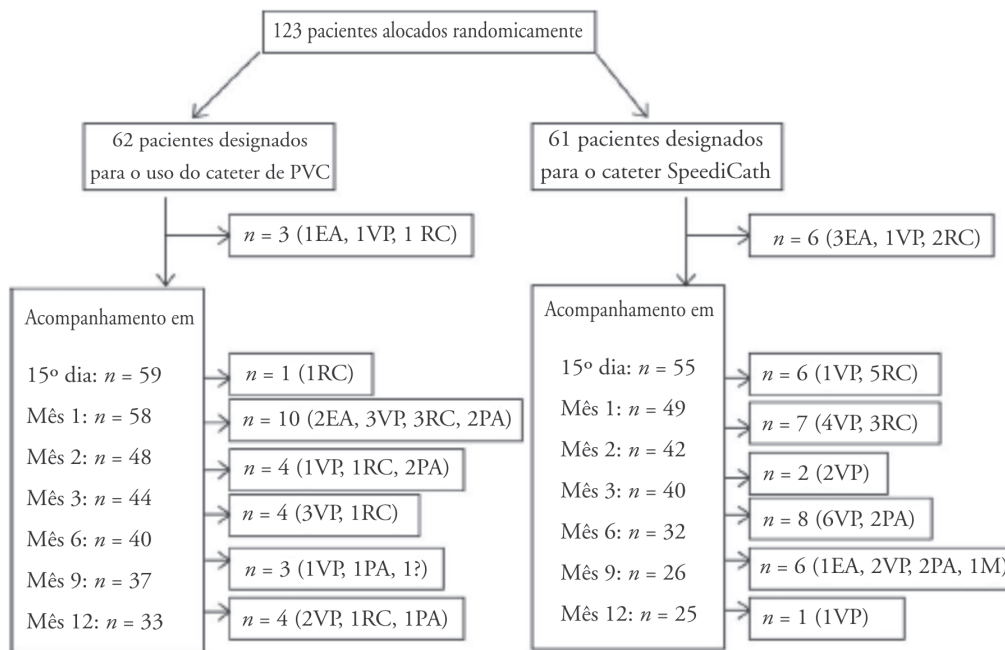 123 pacientes alocados randomicamente
62 pacientes designados
para o uso do cateter de PVC
61 pacientes designados
para o cateter SpeediCath
n = 3 (1EA, 1VP, 1 RC)
n = 6 (3EA, 1VP, 2RC)
Acompanhamento em
15º dia: n = 59
Mês 1: n = 58
Mês 2: n = 48
Mês 3: n = 44
Mês 6: n = 40
Mês 9: n = 37
Mês 12: n = 33
n = 1 (1RC)
n = 10 (2EA, 3VP, 3RC, 2PA)
n = 4 (1VP, 1RC, 2PA)
n = 4 (3VP, 1RC)
n = 3 (1VP, 1PA, 1?)
n = 4 (2VP, 1RC, 1PA)
Acompanhamento em
15º dia: n = 55
Mês 1: n = 49
Mês 2: n = 42
Mês 3: n = 40
Mês 6: n = 32
Mês 9: n = 26
Mês 12: n = 25
n = 6 (1VP, 5RC)
n = 7 (4VP, 3RC)
n = 2 (2VP)
n = 8 (6VP, 2PA)
n = 6 (1EA, 2VP, 2PA, 1M)
n = 1 (1VP)